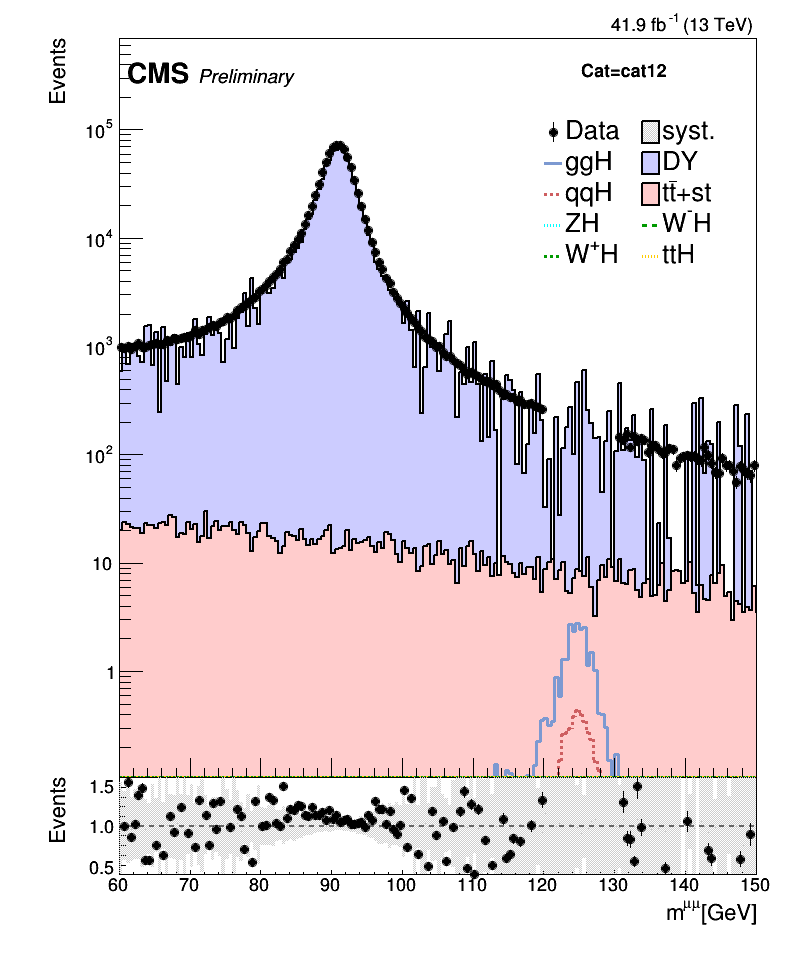 41.9 fb⁻¹ (13 TeV)
Events
CMS Preliminary
Cat=cat12
Data syst.
ggH DY
qqH tt̄+st
ZH W⁻H
W⁺H ttH
10⁵
10⁴
10³
10²
10
1
Events
1.5
1.0
0.5
60 70 80 90 100 110 120 130 140 150
m^μμ[GeV]